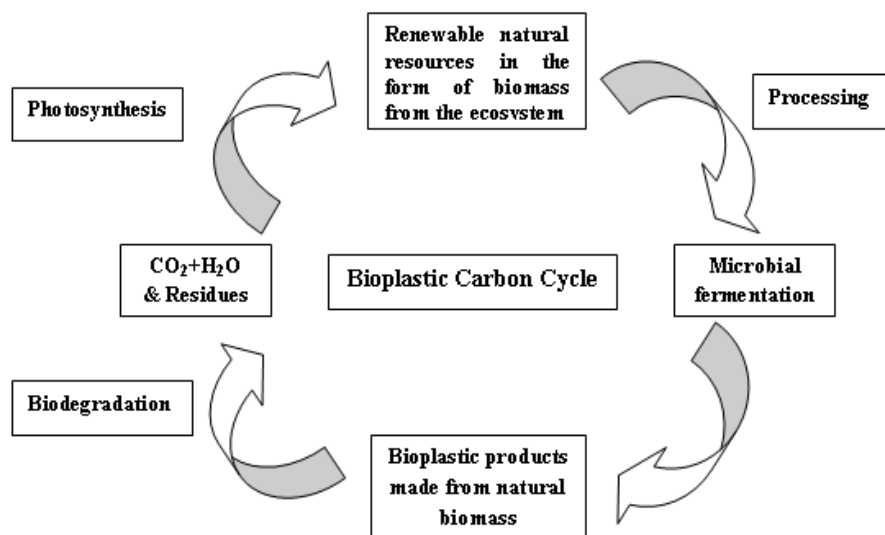 Renewable natural
resources in the
form of biomass
from the ecosystem
Photosynthesis
Processing
CO₂+H₂O
& Residues
Bioplastic Carbon Cycle
Microbial
fermentation
Biodegradation
Bioplastic products
made from natural
biomass